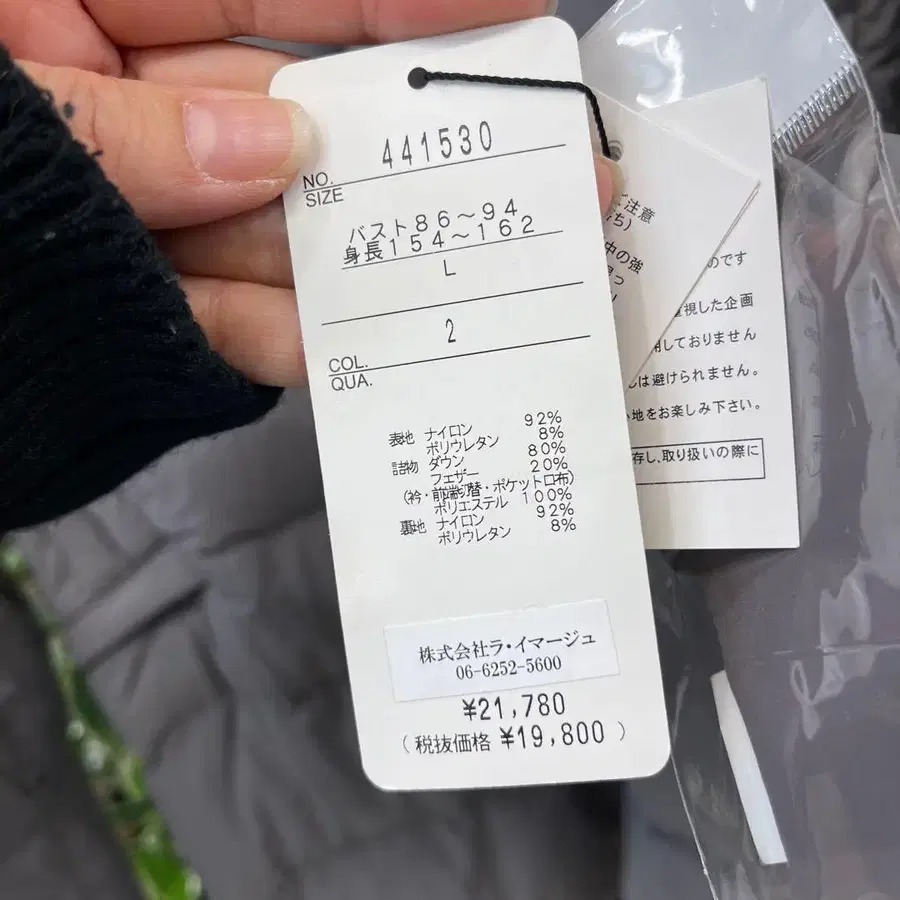 NO. 441530
SIZE
バスト86〜94
身長154〜162
L
2
COL.
QUA.
表地 ナイロン 92%
ポリウレタン 8%
詰物 ダウン 80%
フェザー 20%
(衿・前端切替・ポケット口布)
ポリエステル 100%
裏地 ナイロン 92%
ポリウレタン 8%
株式会社ラ・イマージュ
06-6252-5600
¥21,780
(税抜価格 ¥19,800)
ご注意
中の強
のです
視した企画
用しておりません
は避けられません。
地をお楽しみ下さい。
存し、取り扱いの際に